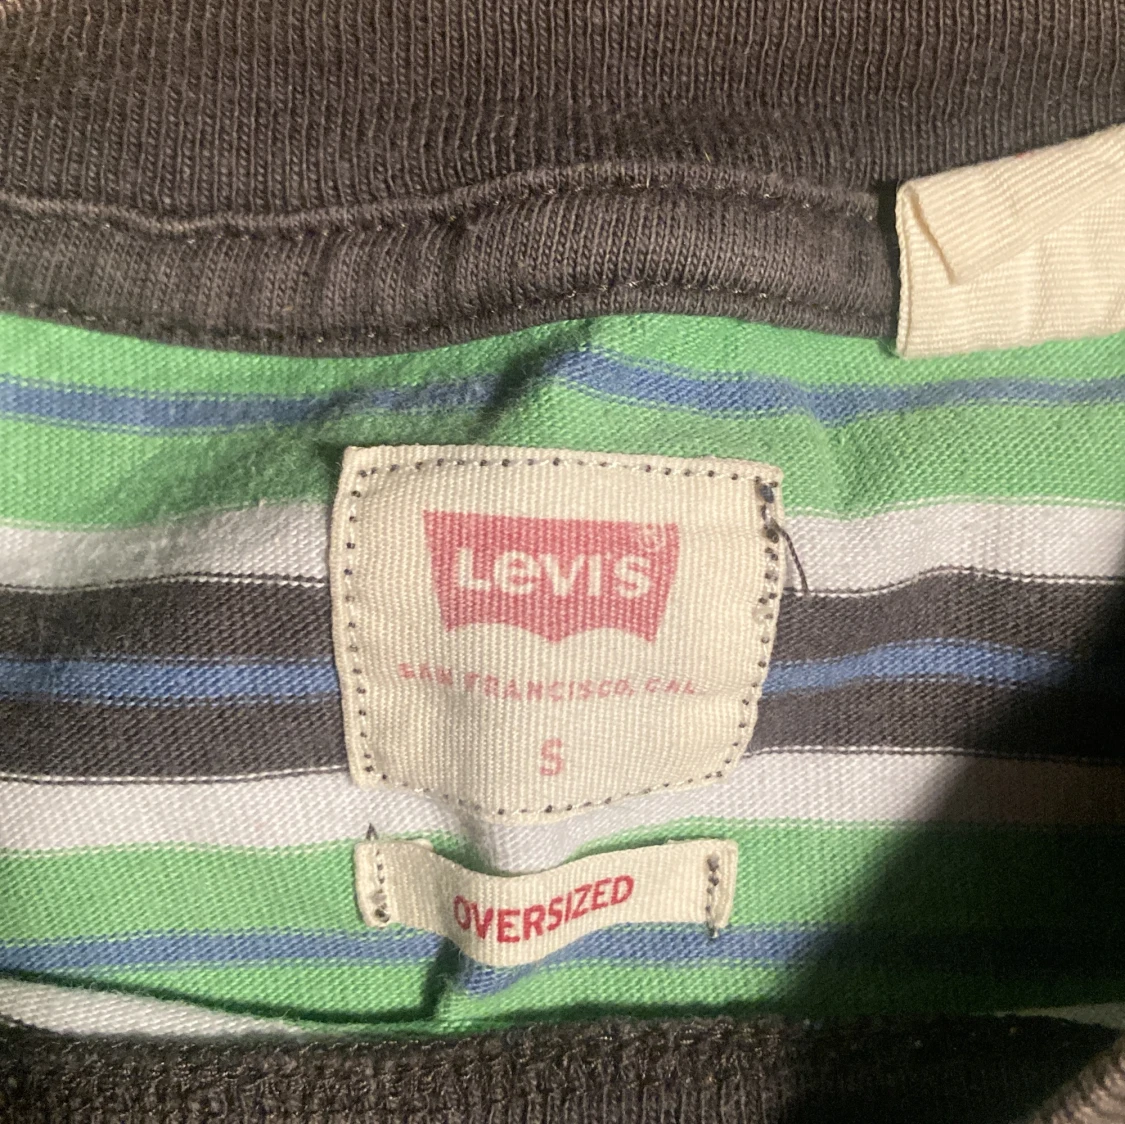 Levi's®
SAN FRANCISCO, CAL
S
OVERSIZED